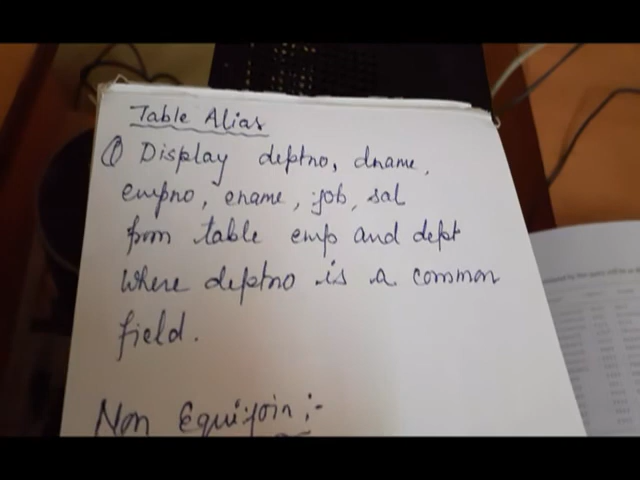 Table Alias
Q Display deptno, dname,
empno, ename, job, sal
from table emp and dept
where deptno is a common
field.
Non Equijoin :-